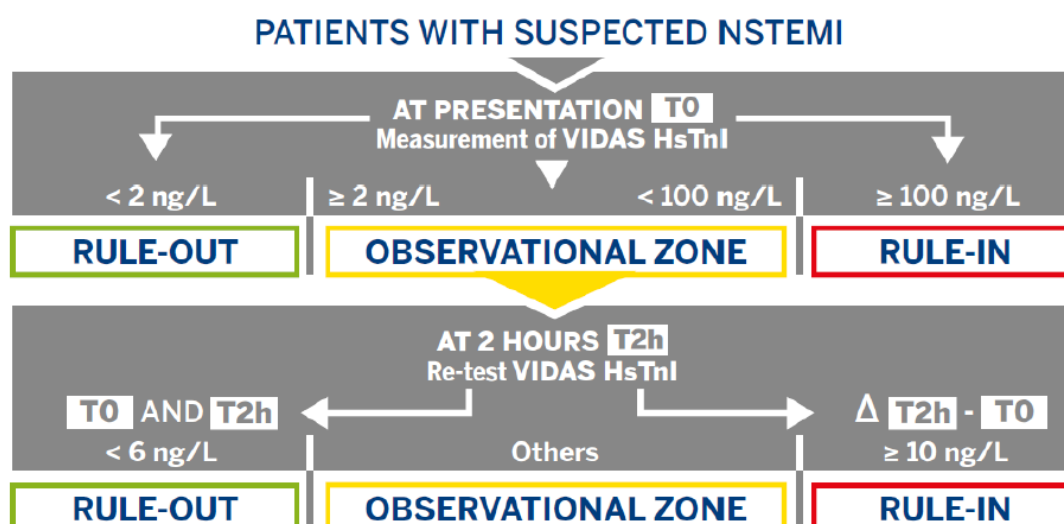 PATIENTS WITH SUSPECTED NSTEMI
AT PRESENTATION T0
Measurement of VIDAS HsTnI
< 2 ng/L
≥ 2 ng/L
< 100 ng/L
≥ 100 ng/L
RULE-OUT
OBSERVATIONAL ZONE
RULE-IN
AT 2 HOURS T2h
Re-test VIDAS HsTnI
T0 AND T2h
Δ T2h - T0
< 6 ng/L
Others
≥ 10 ng/L
RULE-OUT
OBSERVATIONAL ZONE
RULE-IN